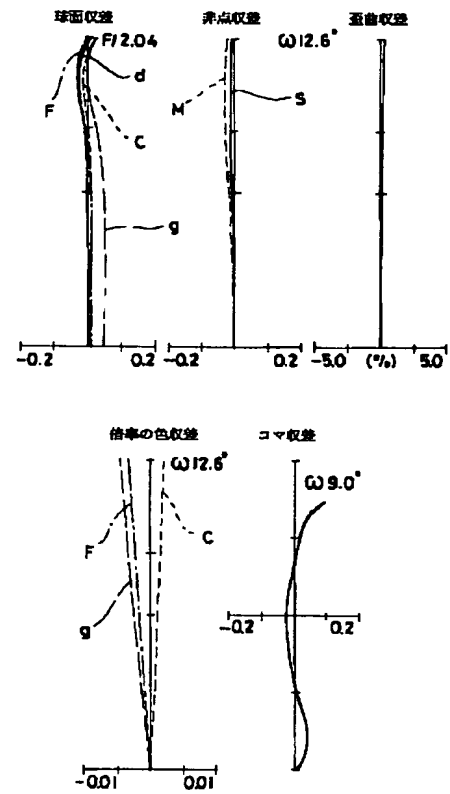 球面収差 非点収差 歪曲収差
F/2.04 ω12.6°
d
F M S
C
g
-0.2 0.2 -0.2 0.2 -5.0 (%) 5.0
倍率の色収差 コマ収差
ω12.6° ω9.0°
F C
g
-0.2 0.2
-0.01 0.01